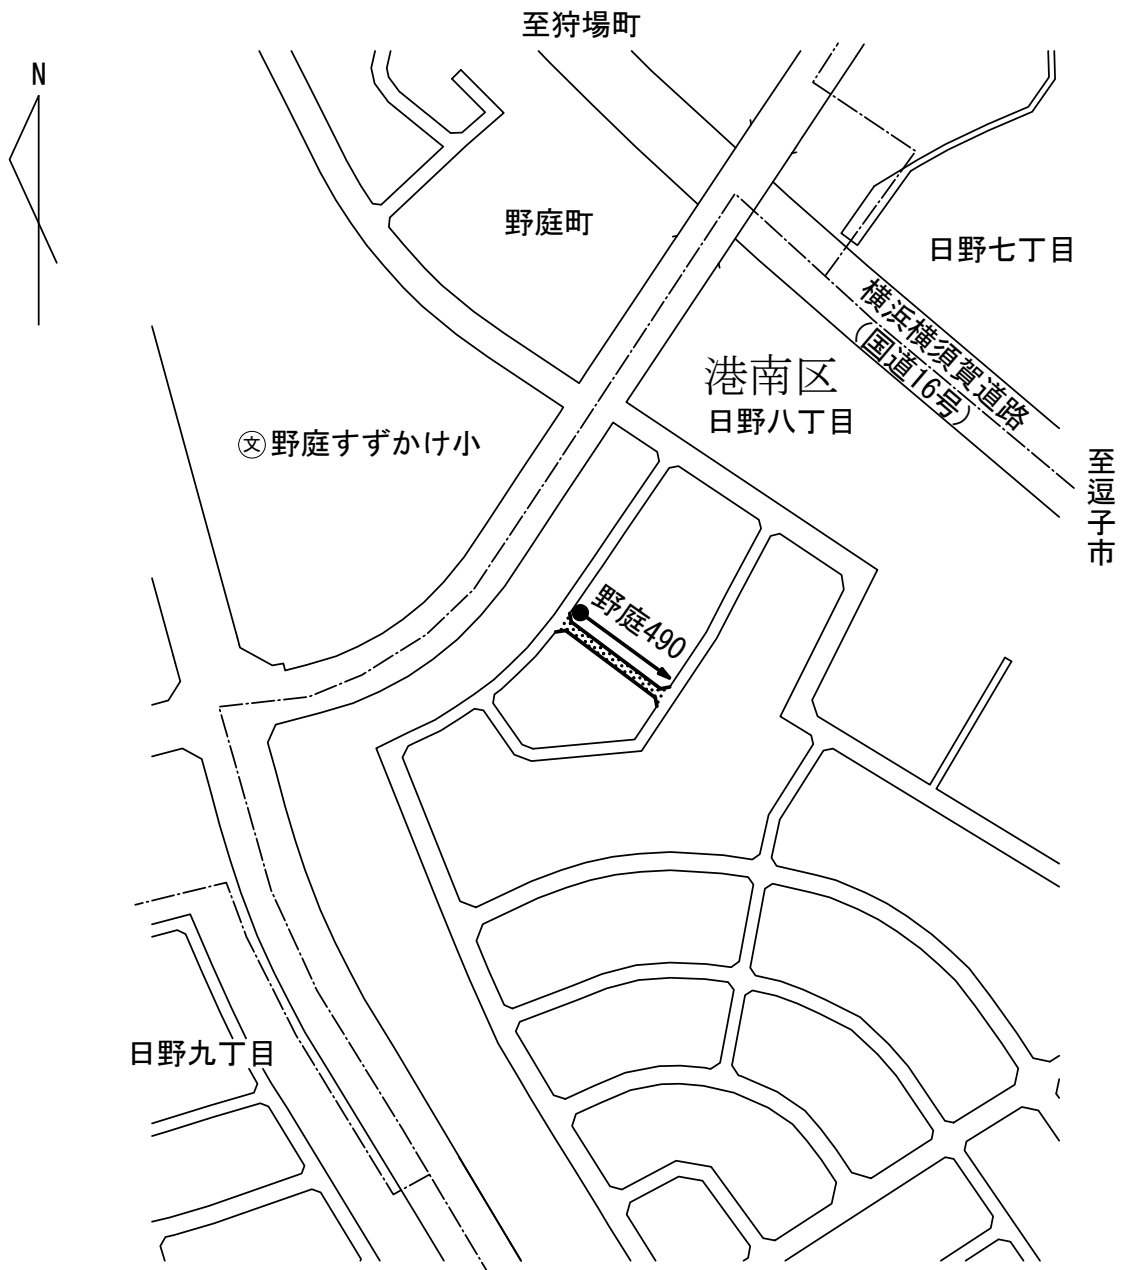 至狩場町
N
野庭町
日野七丁目
横浜横須賀道路
(国道16号)
港南区
日野八丁目
文野庭すずかけ小
至逗子市
野庭490
日野九丁目